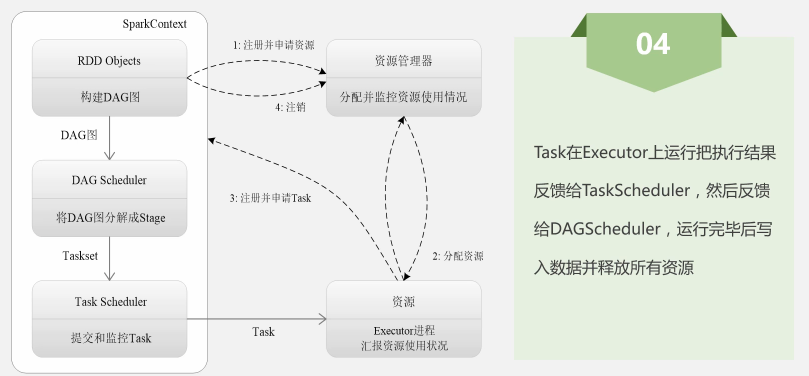 SparkContext
RDD Objects
构建DAG图
DAG图
DAG Scheduler
将DAG图分解成Stage
Taskset
Task Scheduler
提交和监控Task
1: 注册并申请资源
4: 注销
资源管理器
分配并监控资源使用情况
3: 注册并申请Task
2: 分配资源
Task
资源
Executor进程
汇报资源使用状况
04
Task在Executor上运行把执行结果
反馈给TaskScheduler，然后反馈
给DAGScheduler，运行完毕后写
入数据并释放所有资源